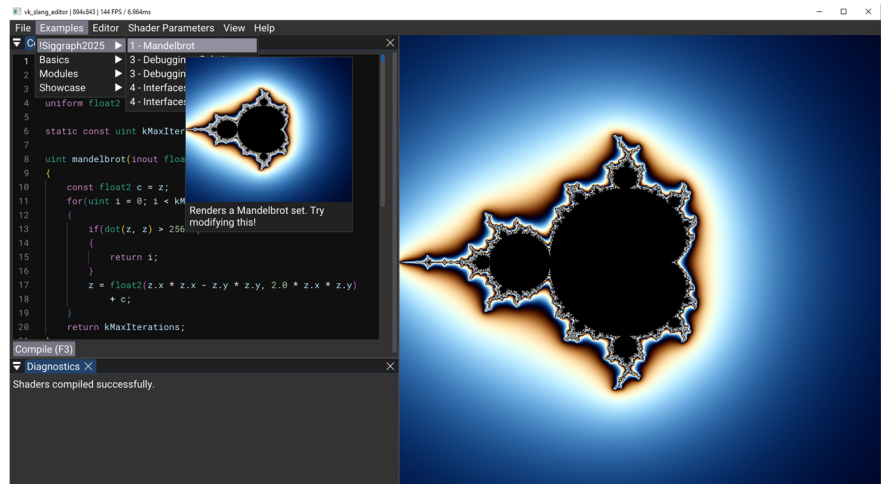 vk_slang_editor | 894x843 | 144 FPS / 6.964ms
File Examples Editor Shader Parameters View Help
!Siggraph2025
Basics
Modules
Showcase
1 - Mandelbrot
3 - Debugging
3 - Debugging
4 - Interfaces
4 - Interfaces
Renders a Mandelbrot set. Try
modifying this!
1
2
3
4 uniform float2
5
6 static const uint kMaxIter
7
8 uint mandelbrot(inout floa
9 {
10 const float2 c = z;
11 for(uint i = 0; i < kM
12 {
13 if(dot(z, z) > 256
14 {
15 return i;
16 }
17 z = float2(z.x * z.x - z.y * z.y, 2.0 * z.x * z.y)
18 + c;
19 }
20 return kMaxIterations;
Compile (F3)
Diagnostics
Shaders compiled successfully.